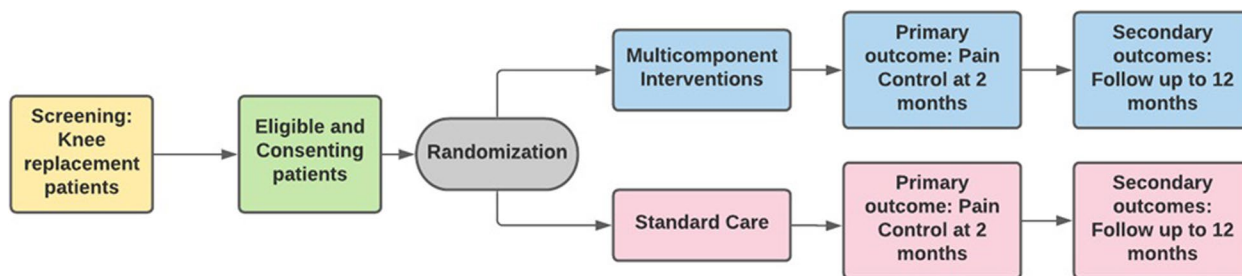 Screening:
Knee
replacement
patients
Eligible and
Consenting
patients
Randomization
Multicomponent
Interventions
Primary
outcome: Pain
Control at 2
months
Secondary
outcomes:
Follow up to 12
months
Standard Care
Primary
outcome: Pain
Control at 2
months
Secondary
outcomes:
Follow up to 12
months